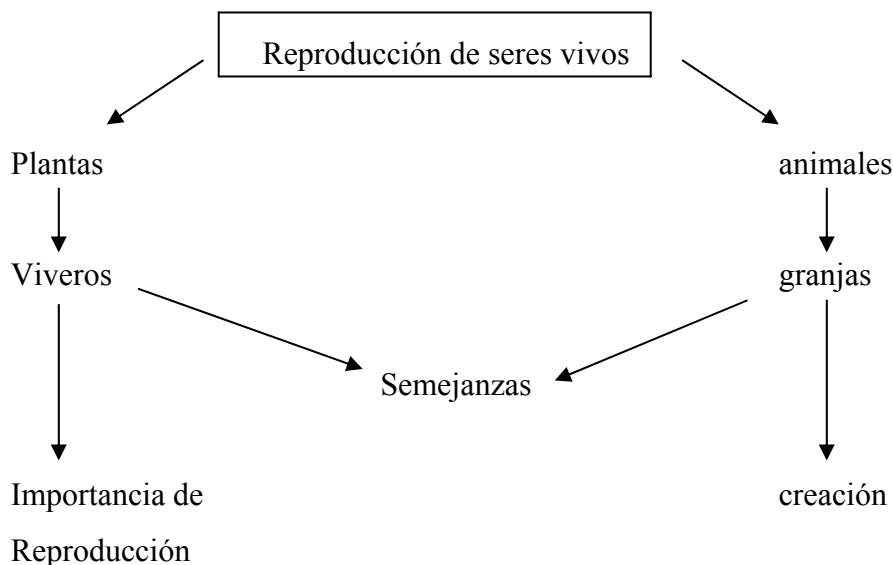 Reproducción de seres vivos
Plantas
animales
Viveros
granjas
Semejanzas
Importancia de
Reproducción
creación